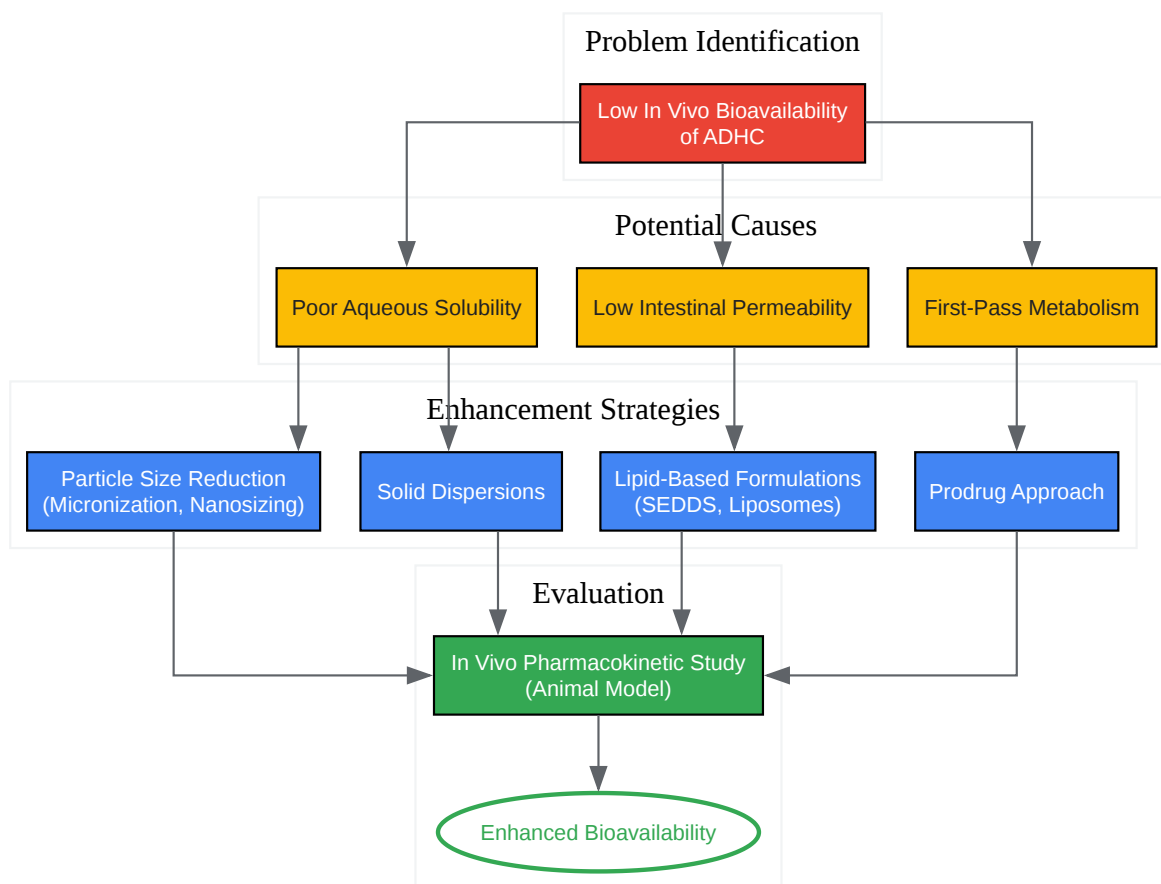 Problem Identification
Low In Vivo Bioavailability
of ADHC
Potential Causes
Poor Aqueous Solubility
Low Intestinal Permeability
First-Pass Metabolism
Enhancement Strategies
Particle Size Reduction
(Micronization, Nanosizing)
Solid Dispersions
Lipid-Based Formulations
(SEDDS, Liposomes)
Prodrug Approach
Evaluation
In Vivo Pharmacokinetic Study
(Animal Model)
Enhanced Bioavailability